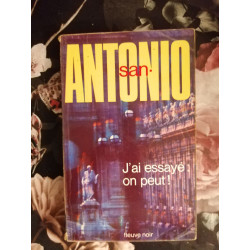 san-
ANTONIO
J'ai essayé :
on peut !
fleuve noir